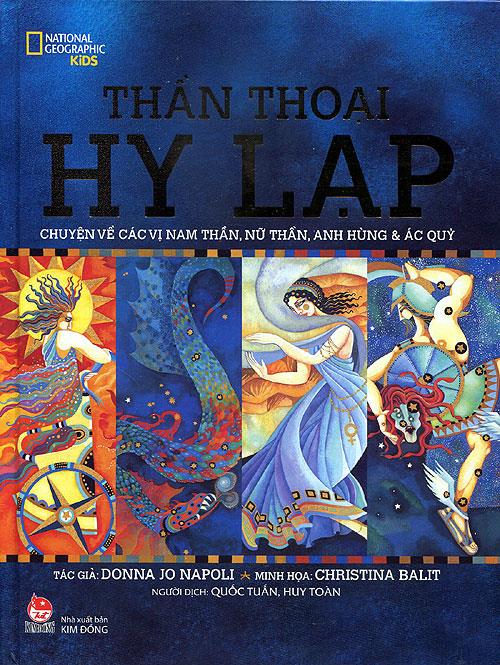 NATIONAL
GEOGRAPHIC
KiDS
THẦN THOẠI
HY LẠP
CHUYỆN VỀ CÁC VỊ NAM THẦN, NỮ THẦN, ANH HÙNG & ÁC QUỶ
TÁC GIẢ: DONNA JO NAPOLI ★ MINH HỌA: CHRISTINA BALIT
NGƯỜI DỊCH: QUỐC TUẤN, HUY TOÀN
KIM ĐỒNG
Nhà xuất bản
KIM ĐỒNG